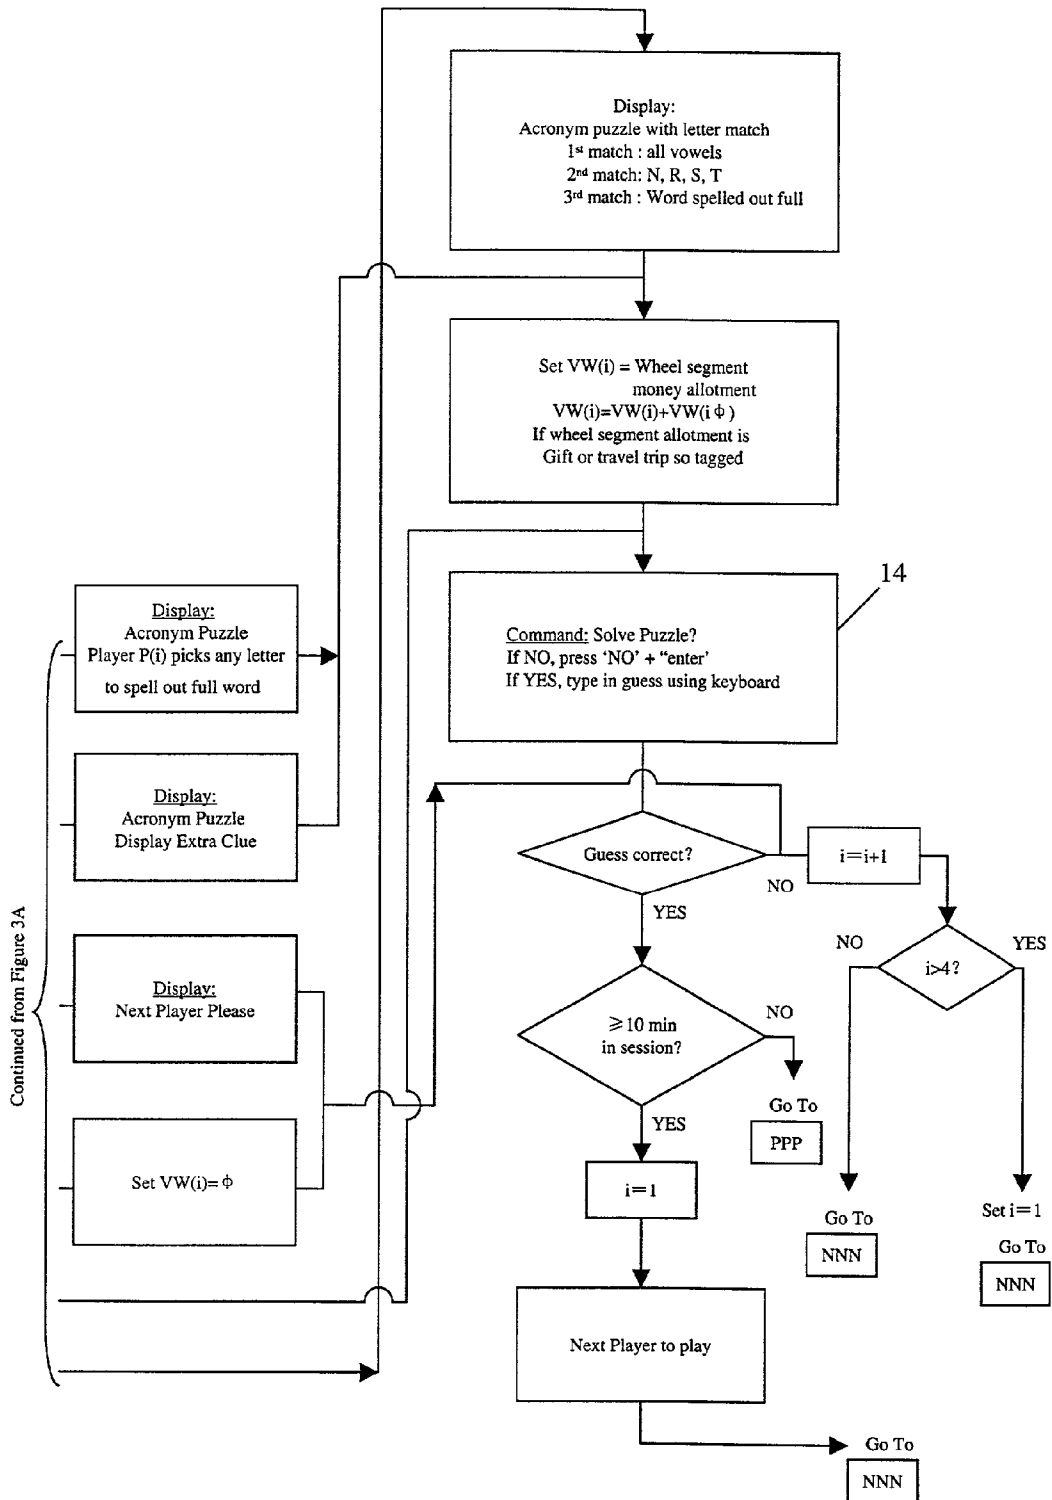 Display:
Acronym puzzle with letter match
1st match : all vowels
2nd match: N, R, S, T
3rd match : Word spelled out full
Set VW(i) = Wheel segment
money allotment
VW(i)=VW(i)+VW(i ϕ )
If wheel segment allotment is
Gift or travel trip so tagged
14
Command: Solve Puzzle?
If NO, press ‘NO’ + “enter’
If YES, type in guess using keyboard
Continued from Figure 3A
Display:
Acronym Puzzle
Player P(i) picks any letter
to spell out full word
Display:
Acronym Puzzle
Display Extra Clue
Display:
Next Player Please
Set VW(i)= ϕ
Guess correct?
NO
YES
i=i+1
i>4?
NO
YES
≥10 min
in session?
NO
YES
Go To
PPP
i=1
Go To
NNN
Set i=1
Go To
NNN
Next Player to play
Go To
NNN